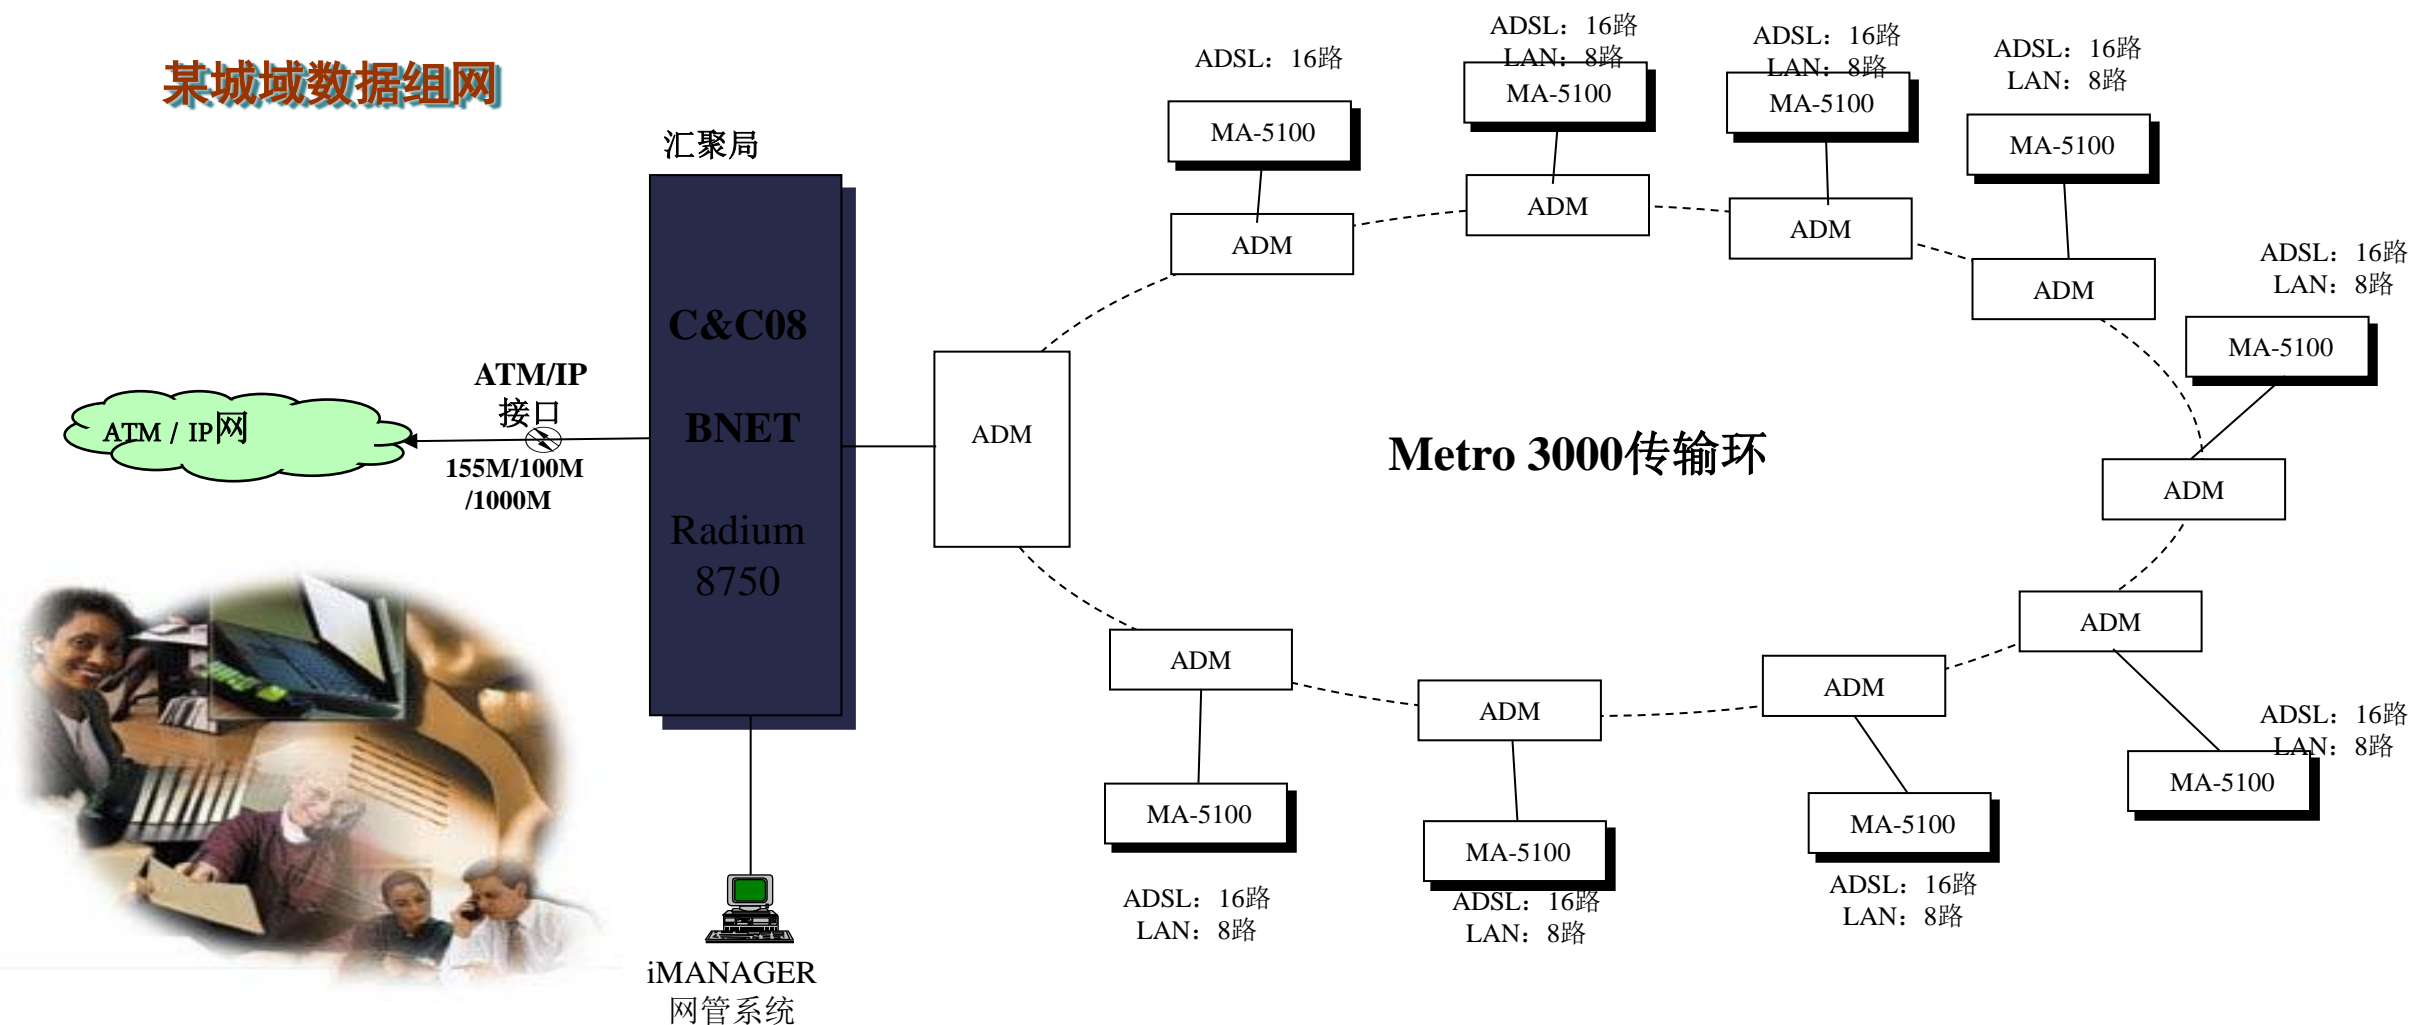 某城域数据组网
汇聚局
C&C08
BNET
Radium
8750
ATM/IP
接口
155M/100M
/1000M
ATM / IP网
iMANAGER
网管系统
ADM
Metro 3000传输环
ADSL：16路
MA-5100
ADM
ADSL：16路
LAN：8路
MA-5100
ADM
ADSL：16路
LAN：8路
MA-5100
ADM
ADSL：16路
LAN：8路
MA-5100
ADM
ADSL：16路
LAN：8路
MA-5100
ADM
ADM
ADSL：16路
LAN：8路
MA-5100
ADM
MA-5100
ADSL：16路
LAN：8路
ADM
MA-5100
ADSL：16路
LAN：8路
ADM
MA-5100
ADSL：16路
LAN：8路